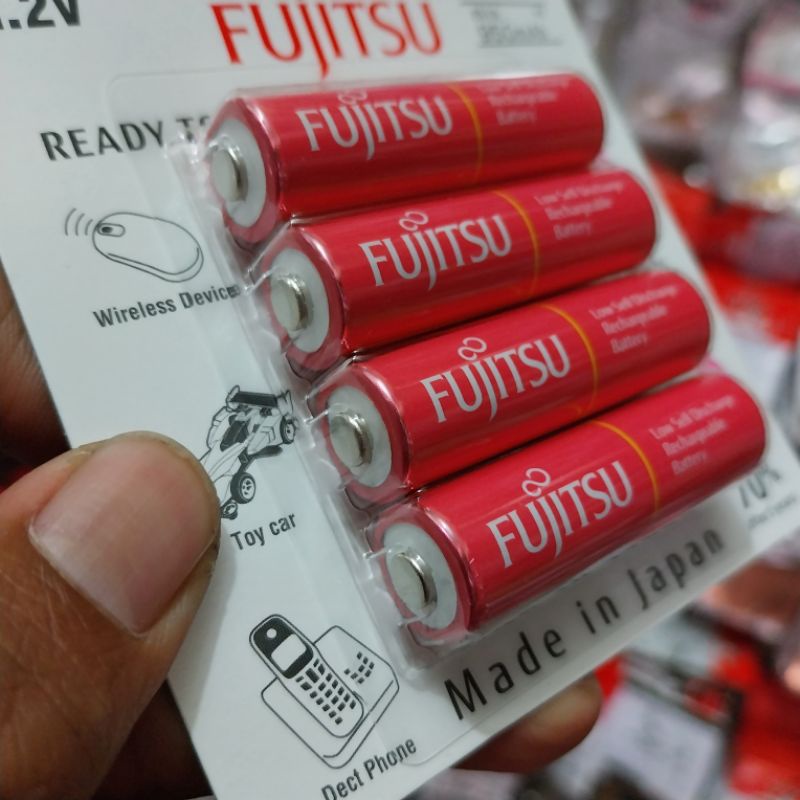 1.2V
FUJITSU
READY TO
FUJITSU
Low Self Discharge
Rechargeable
Battery
FUJITSU
Low Self Discharge
Rechargeable
Battery
Wireless Devices
FUJITSU
Low Self Discharge
Rechargeable
Battery
FUJITSU
Low Self Discharge
Rechargeable
Battery
Toy car
70%
Made in Japan
Dect Phone